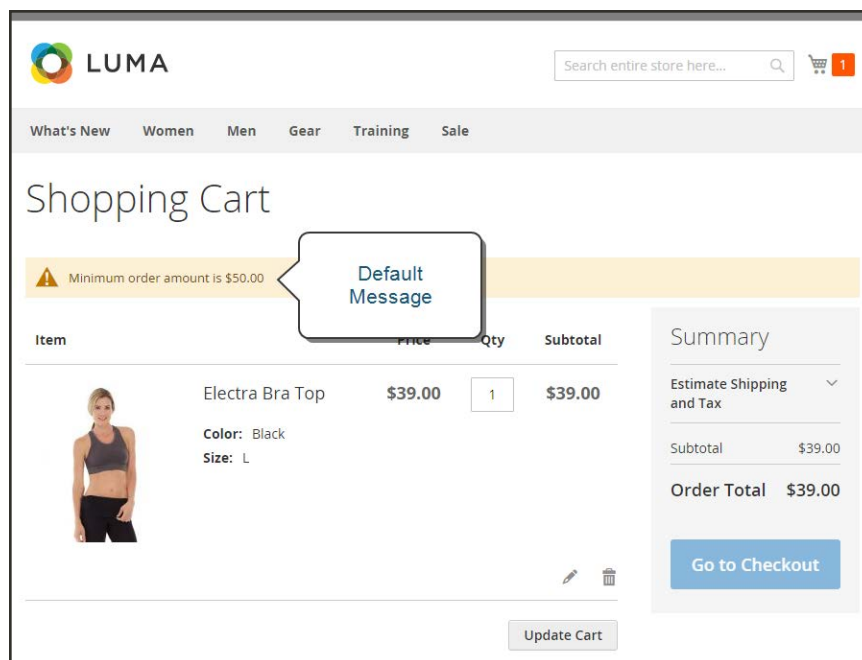 LUMA
Search entire store here...
1
What's New Women Men Gear Training Sale
Shopping Cart
Minimum order amount is $50.00
Default
Message
Item Price Qty Subtotal
Electra Bra Top $39.00 1 $39.00
Color: Black
Size: L
Summary
Estimate Shipping
and Tax
Subtotal $39.00
Order Total $39.00
Go to Checkout
Update Cart